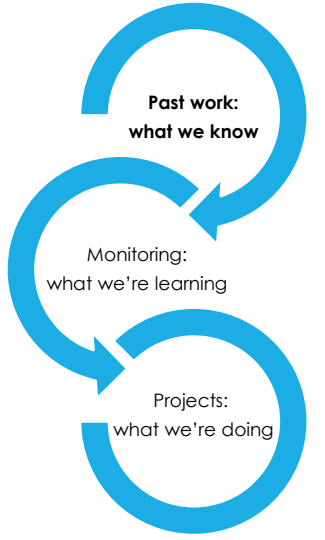 Past work:
what we know
Monitoring:
what we’re learning
Projects:
what we’re doing